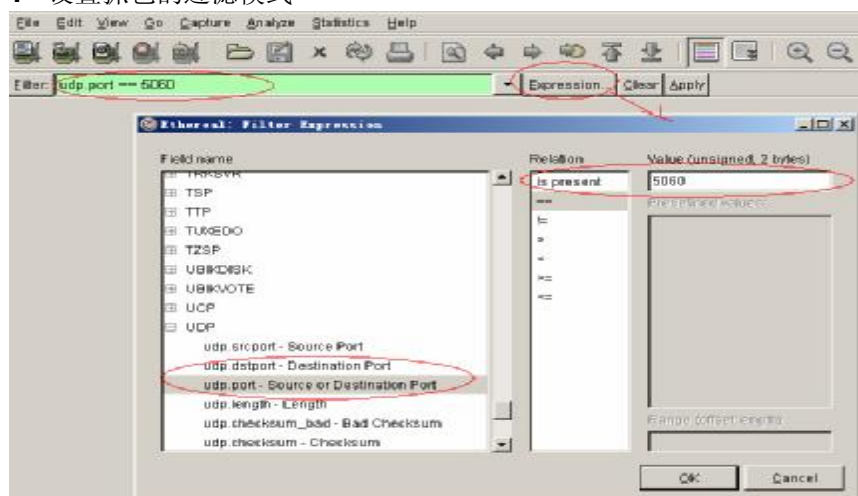 设置抓包的过滤模式
File Edit View Go Capture Analyze Statistics Help
Filter: udp.port == 5060 Expression... Clear Apply
Ethereal: Filter Expression
Field name Relation Value (unsigned, 2 bytes)
TRKSVR is present 5060
TSP == Predefined values:
TTP !=
TUXEDO >
TZSP <
UBIKDISK >=
UBIKVOTE <=
UCP
UDP
udp.srcport - Source Port
udp.dstport - Destination Port
udp.port - Source or Destination Port
udp.length - Length
udp.checksum_bad - Bad Checksum
udp.checksum - Checksum
Range (offset:length)
OK Cancel